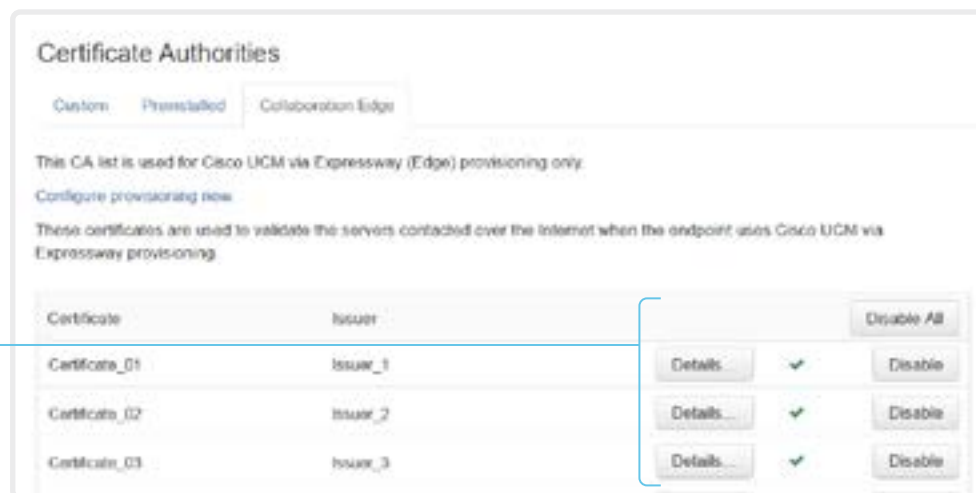 Certificate Authorities
Custom Preinstalled Collaboration Edge
This CA list is used for Cisco UCM via Expressway (Edge) provisioning only.
Configure provisioning now.
These certificates are used to validate the servers contacted over the Internet when the endpoint uses Cisco UCM via
Expressway provisioning.
Certificate Issuer Disable All
Certificate_01 Issuer_1 Details... ✔ Disable
Certificate_02 Issuer_2 Details... ✔ Disable
Certificate_03 Issuer_3 Details... ✔ Disable